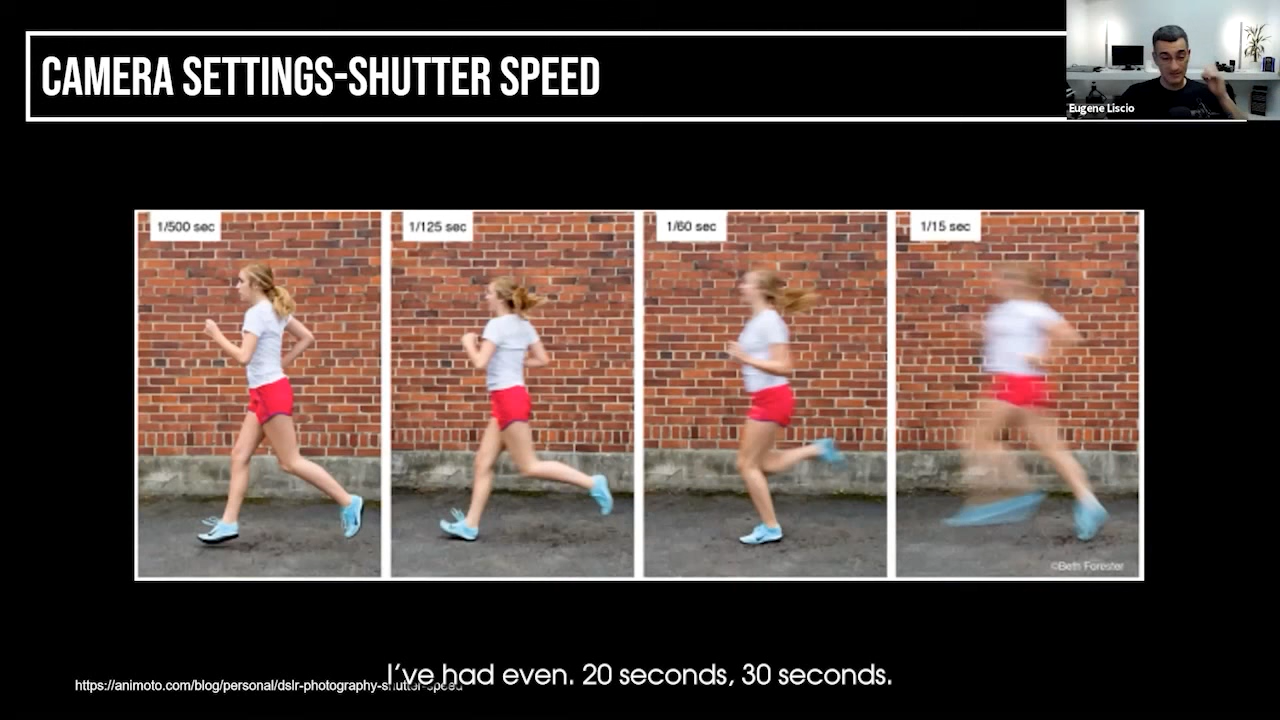 CAMERA SETTINGS-SHUTTER SPEED
Eugene Liscio
1/500 sec
1/125 sec
1/60 sec
1/15 sec
©Beth Forester
I've had even. 20 seconds, 30 seconds.
https://animoto.com/blog/personal/dslr-photography-shutter-speed